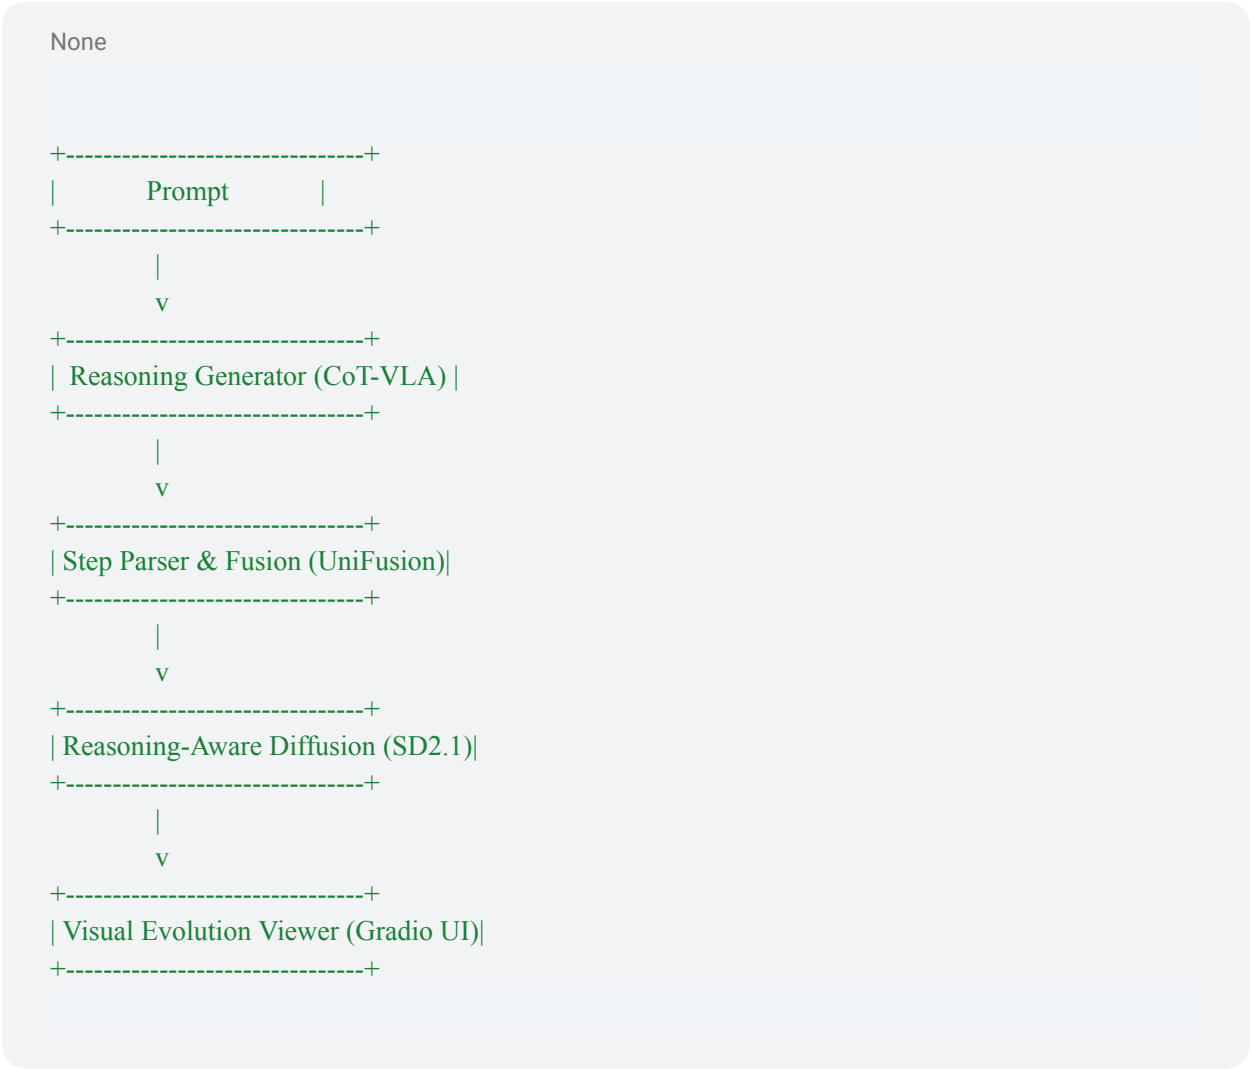 None
+--------------------------------+
|             Prompt             |
+--------------------------------+
               |
               v
+--------------------------------+
|  Reasoning Generator (CoT-VLA) |
+--------------------------------+
               |
               v
+--------------------------------+
| Step Parser & Fusion (UniFusion)|
+--------------------------------+
               |
               v
+--------------------------------+
| Reasoning-Aware Diffusion (SD2.1)|
+--------------------------------+
               |
               v
+--------------------------------+
| Visual Evolution Viewer (Gradio UI)|
+--------------------------------+